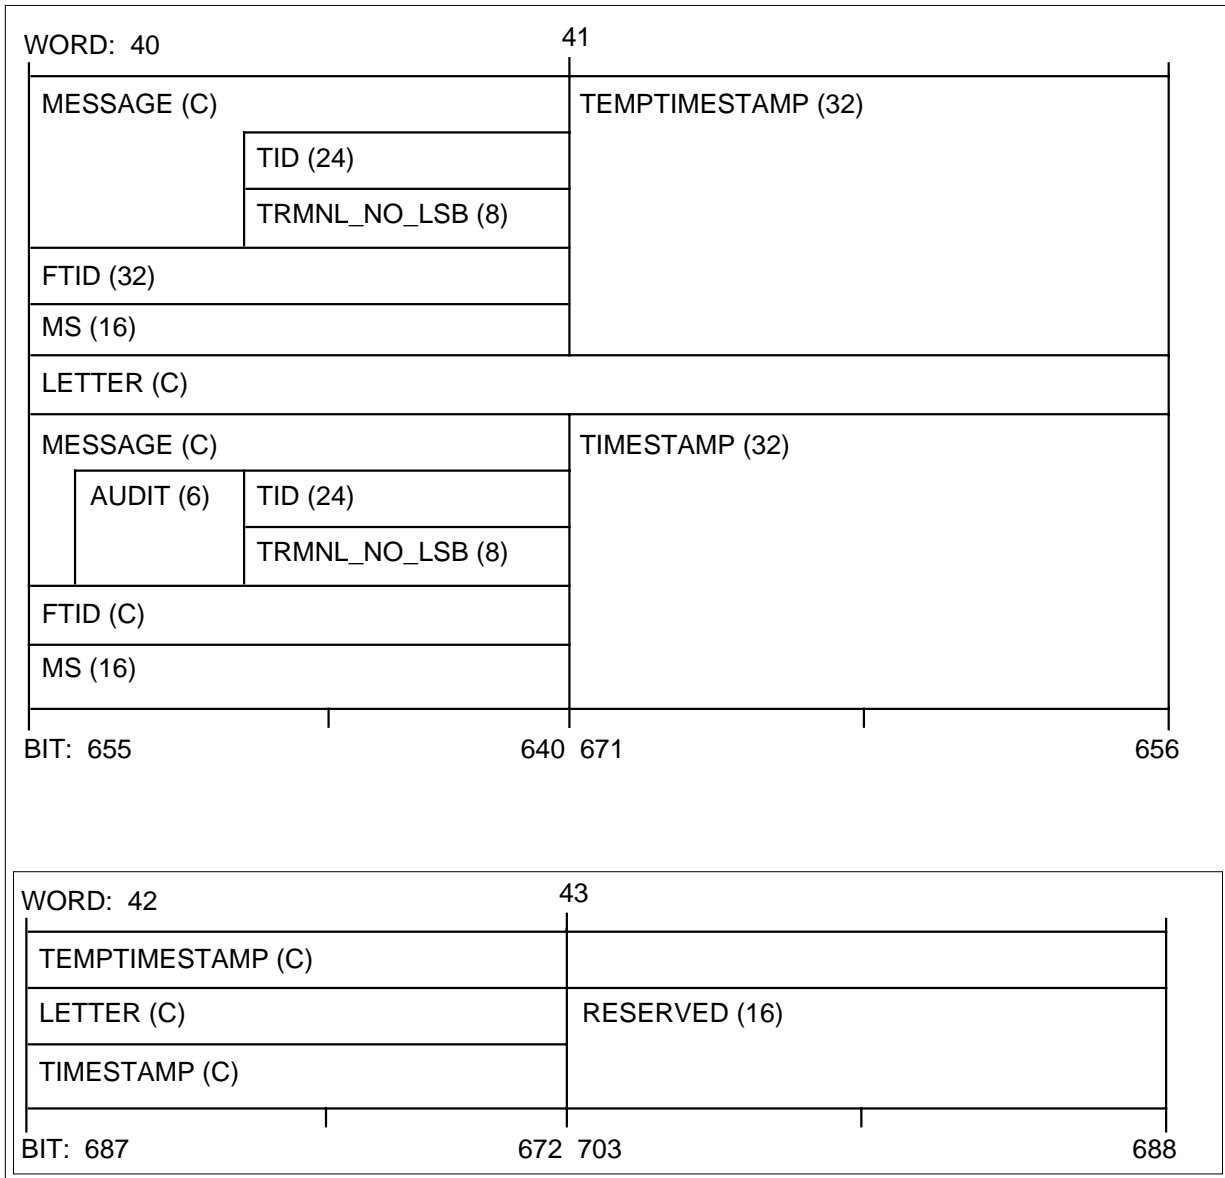 WORD: 40 41
MESSAGE (C) TEMPTIMESTAMP (32)
TID (24)
TRMNL_NO_LSB (8)
FTID (32)
MS (16)
LETTER (C)
MESSAGE (C) TIMESTAMP (32)
AUDIT (6) TID (24)
TRMNL_NO_LSB (8)
FTID (C)
MS (16)
BIT: 655 640 671 656
WORD: 42 43
TEMPTIMESTAMP (C)
LETTER (C) RESERVED (16)
TIMESTAMP (C)
BIT: 687 672 703 688